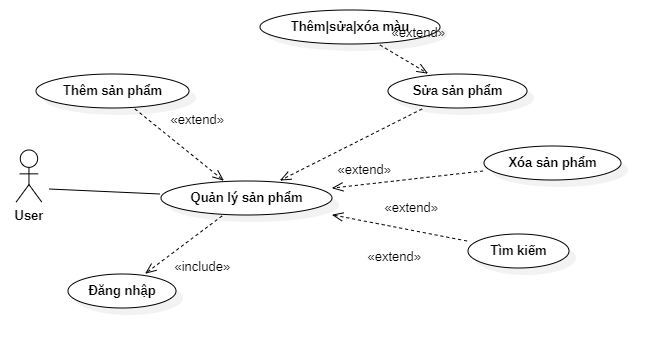 Thêm|sửa|xóa màu
«extend»
Thêm sản phẩm
Sửa sản phẩm
«extend»
Xóa sản phẩm
«extend»
Quản lý sản phẩm
«extend»
User
Tìm kiếm
«extend»
«include»
Đăng nhập